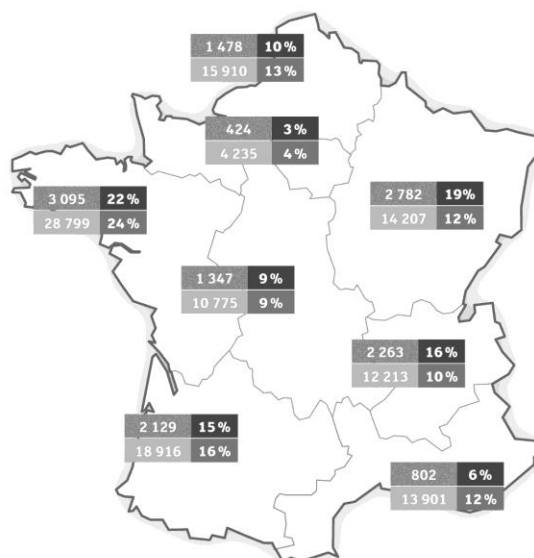 1 478 10 %
15 910 13 %
424 3 %
4 235 4 %
3 095 22 %
28 799 24 %
2 782 19 %
14 207 12 %
1 347 9 %
10 775 9 %
2 263 16 %
12 213 10 %
2 129 15 %
18 916 16 %
802 6 %
13 901 12 %